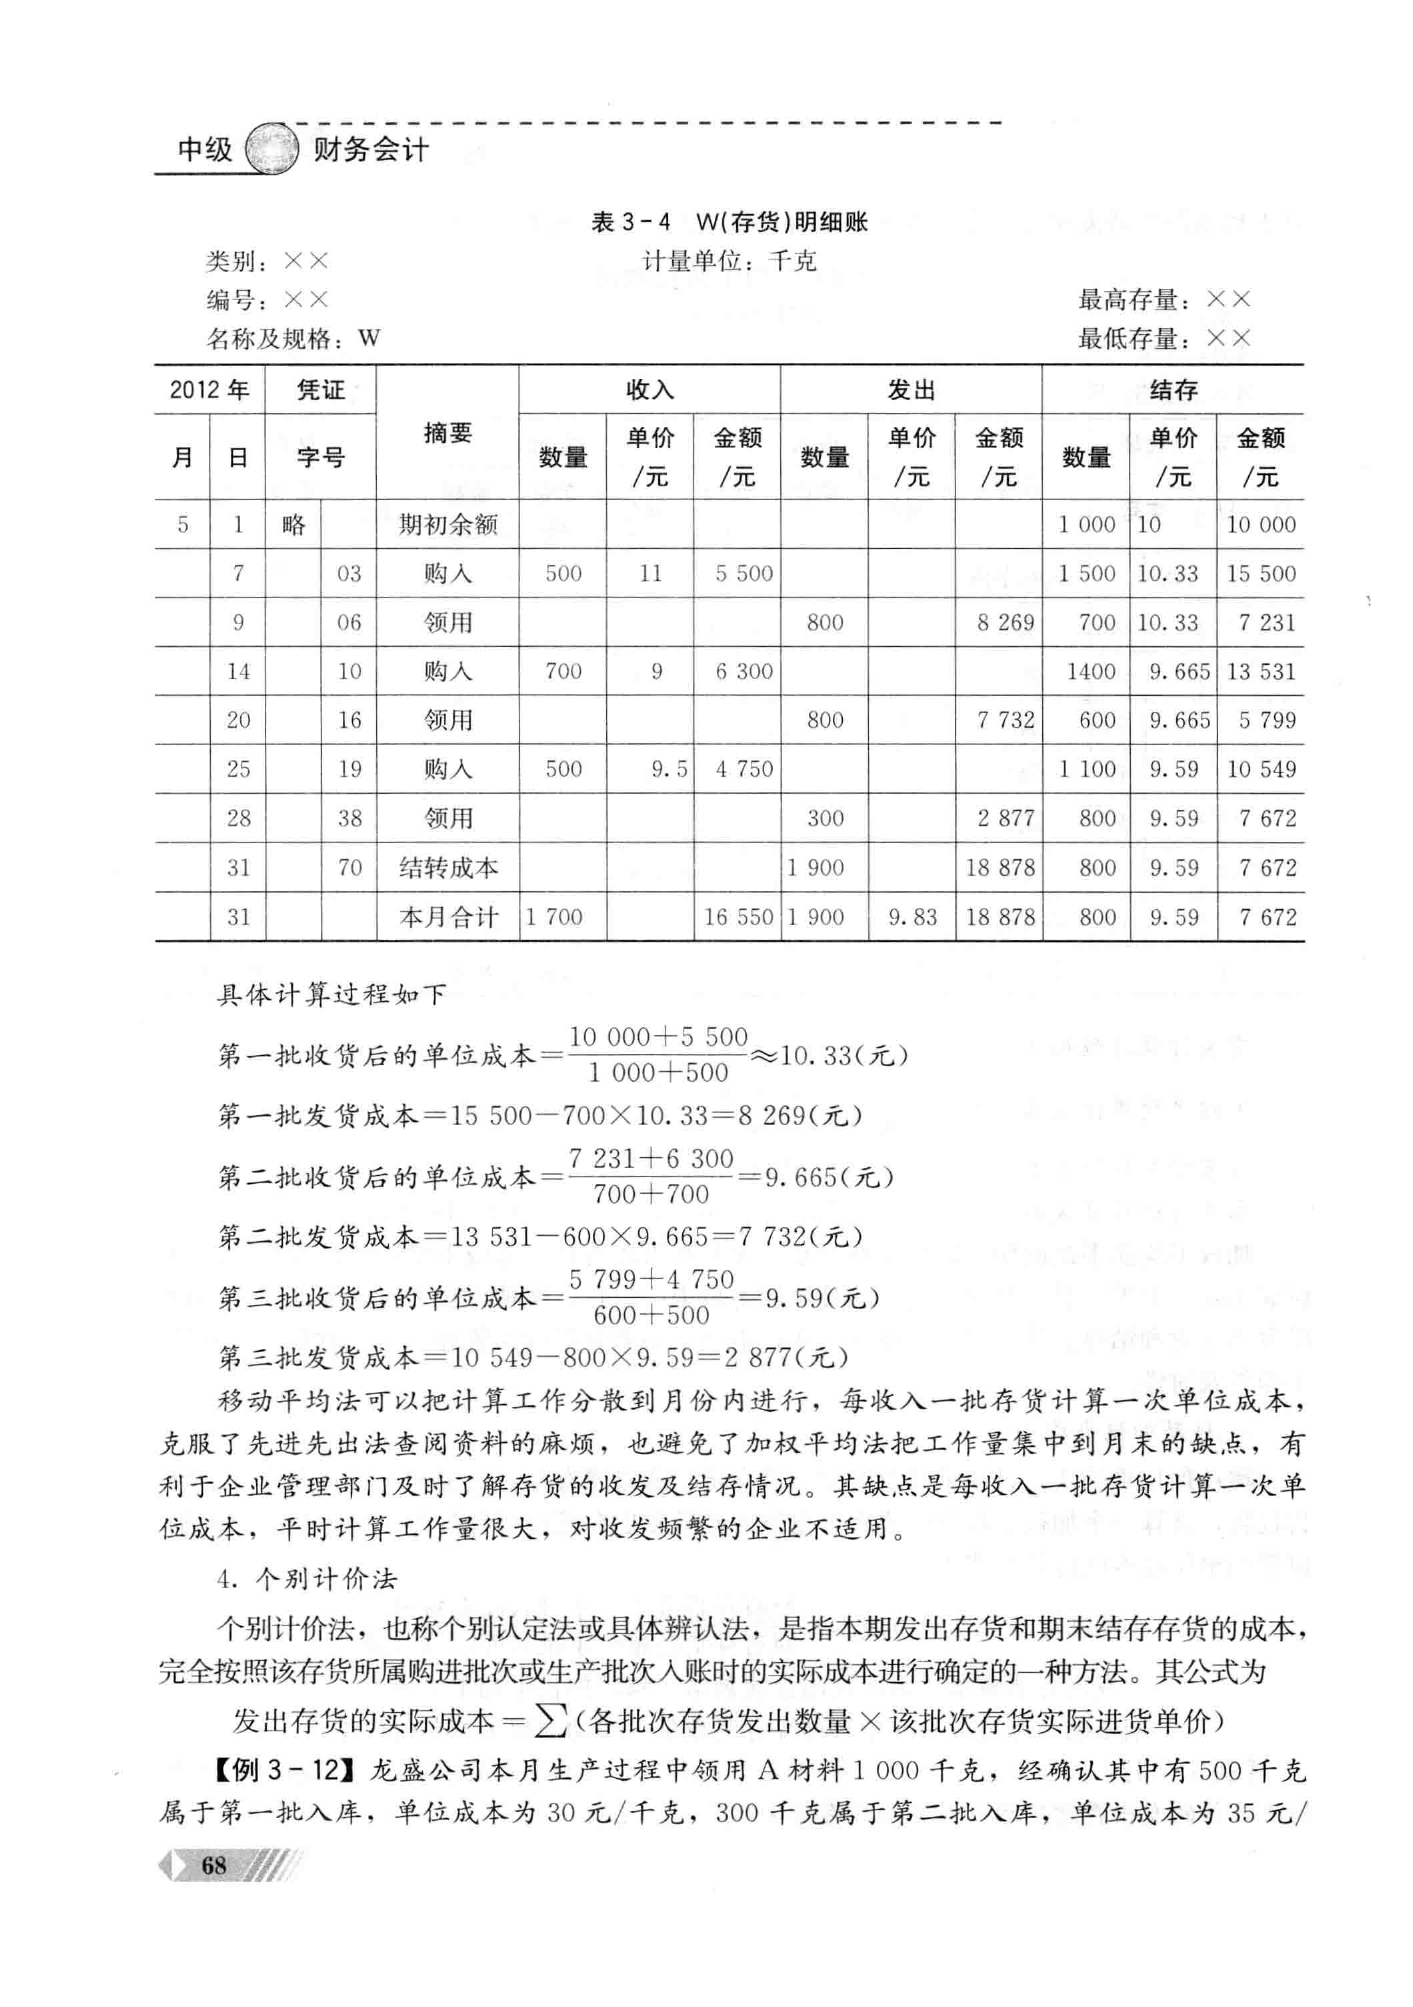 中级 财务会计
表 3-4 W(存货)明细账
类别：×× 计量单位：千克
编号：×× 最高存量：××
名称及规格：W 最低存量：××
2012 年 凭证 摘要 收入 发出 结存
月 日 字号 数量 单价/元 金额/元 数量 单价/元 金额/元 数量 单价/元 金额/元
5 1 略 期初余额 1 000 10 10 000
7 03 购入 500 11 5 500 1 500 10.33 15 500
9 06 领用 800 8 269 700 10.33 7 231
14 10 购入 700 9 6 300 1400 9.665 13 531
20 16 领用 800 7 732 600 9.665 5 799
25 19 购入 500 9.5 4 750 1 100 9.59 10 549
28 38 领用 300 2 877 800 9.59 7 672
31 70 结转成本 1 900 18 878 800 9.59 7 672
31 本月合计 1 700 16 550 1 900 9.83 18 878 800 9.59 7 672
具体计算过程如下
第一批收货后的单位成本＝(10 000＋5 500)/(1 000＋500)≈10.33(元)
第一批发货成本＝15 500－700×10.33＝8 269(元)
第二批收货后的单位成本＝(7 231＋6 300)/(700＋700)＝9.665(元)
第二批发货成本＝13 531－600×9.665＝7 732(元)
第三批收货后的单位成本＝(5 799＋4 750)/(600＋500)＝9.59(元)
第三批发货成本＝10 549－800×9.59＝2 877(元)
移动平均法可以把计算工作分散到月份内进行，每收入一批存货计算一次单位成本，
克服了先进先出法查阅资料的麻烦，也避免了加权平均法把工作量集中到月末的缺点，有
利于企业管理部门及时了解存货的收发及结存情况。其缺点是每收入一批存货计算一次单
位成本，平时计算工作量很大，对收发频繁的企业不适用。
4. 个别计价法
个别计价法，也称个别认定法或具体辨认法，是指本期发出存货和期末结存存货的成本，
完全按照该存货所属购进批次或生产批次入账时的实际成本进行确定的一种方法。其公式为
发出存货的实际成本＝∑(各批次存货发出数量×该批次存货实际进货单价)
【例 3-12】龙盛公司本月生产过程中领用 A 材料 1 000 千克，经确认其中有 500 千克
属于第一批入库，单位成本为 30 元/千克，300 千克属于第二批入库，单位成本为 35 元/
68